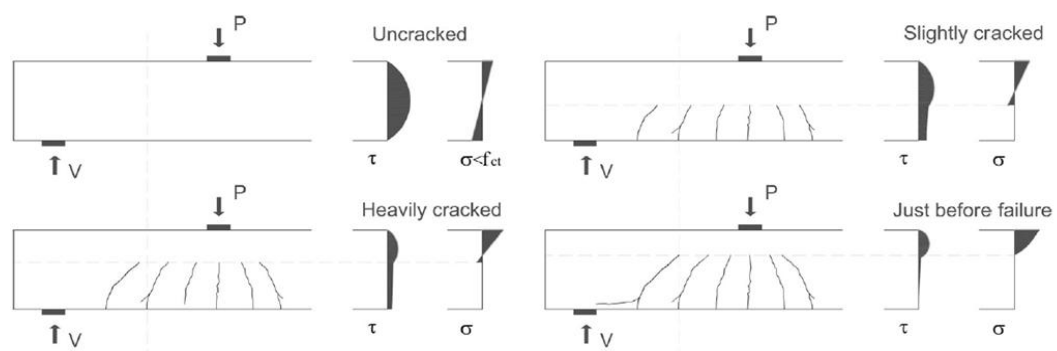 P
Uncracked
V
τ
σ<fct
P
Slightly cracked
V
τ
σ
P
Heavily cracked
V
τ
σ
P
Just before failure
V
τ
σ